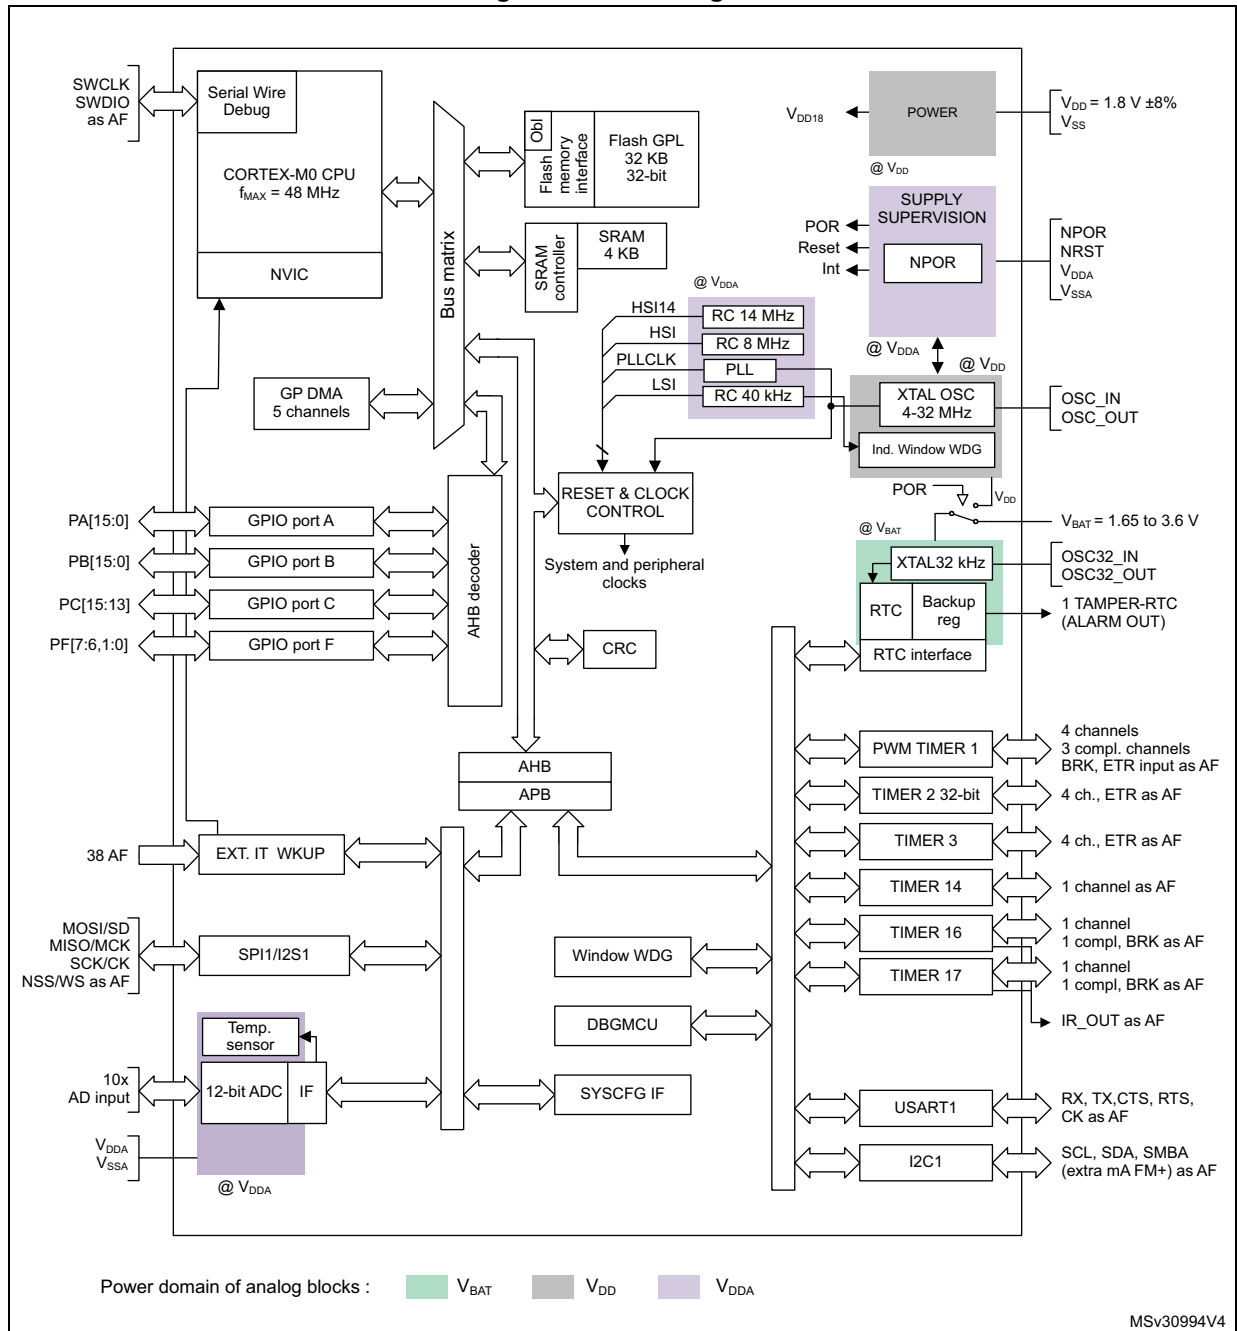 SWCLK
SWDIO
as AF
Serial Wire
Debug
CORTEX-M0 CPU
fMAX = 48 MHz
NVIC
Bus matrix
Obl
Flash
memory
interface
Flash GPL
32 KB
32-bit
SRAM
controller
SRAM
4 KB
VDD18
POWER
VDD = 1.8 V ±8%
VSS
@ VDD
SUPPLY
SUPERVISION
NPOR
POR
Reset
Int
NPOR
NRST
VDDA
VSSA
@ VDDA
@ VDDA
HSI14
HSI
PLLCLK
LSI
RC 14 MHz
RC 8 MHz
PLL
RC 40 kHz
@ VDD
XTAL OSC
4-32 MHz
OSC_IN
OSC_OUT
Ind. Window WDG
GP DMA
5 channels
RESET & CLOCK
CONTROL
System and peripheral
clocks
POR
VDD
VBAT = 1.65 to 3.6 V
@ VBAT
XTAL32 kHz
OSC32_IN
OSC32_OUT
RTC
Backup
reg
1 TAMPER-RTC
(ALARM OUT)
RTC interface
PA[15:0]
GPIO port A
PB[15:0]
GPIO port B
PC[15:13]
GPIO port C
PF[7:6,1:0]
GPIO port F
AHB decoder
CRC
AHB
APB
PWM TIMER 1
4 channels
3 compl. channels
BRK, ETR input as AF
TIMER 2 32-bit
4 ch., ETR as AF
TIMER 3
4 ch., ETR as AF
TIMER 14
1 channel as AF
TIMER 16
1 channel
1 compl, BRK as AF
TIMER 17
1 channel
1 compl, BRK as AF
IR_OUT as AF
38 AF
EXT. IT WKUP
MOSI/SD
MISO/MCK
SCK/CK
NSS/WS as AF
SPI1/I2S1
Window WDG
DBGMCU
SYSCFG IF
Temp.
sensor
10x
AD input
12-bit ADC
IF
VDDA
VSSA
@ VDDA
USART1
RX, TX,CTS, RTS,
CK as AF
I2C1
SCL, SDA, SMBA
(extra mA FM+) as AF
Power domain of analog blocks :
VBAT
VDD
VDDA
MSv30994V4